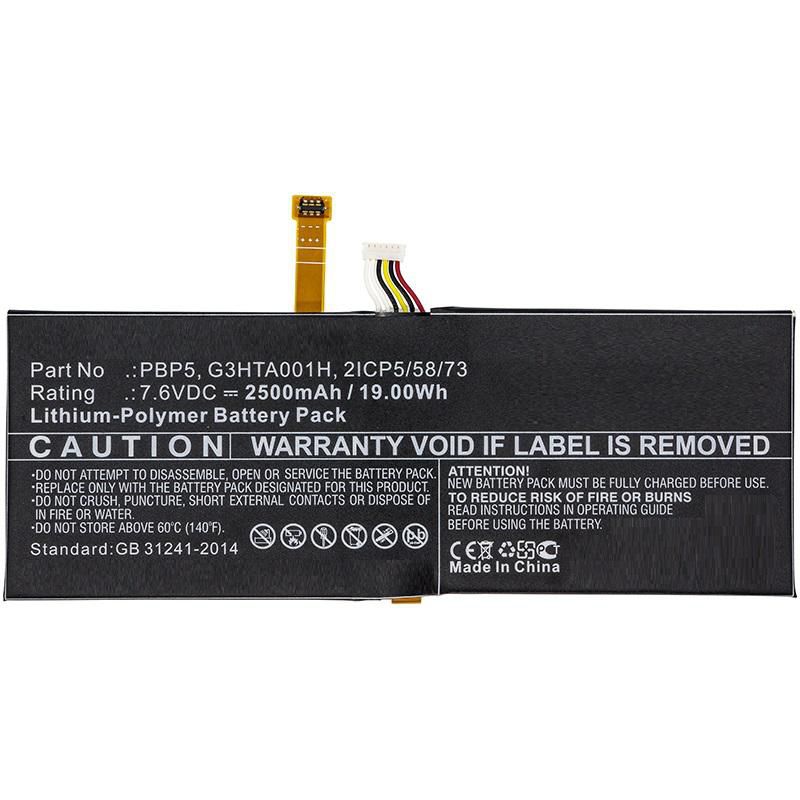 Part No .: PBP5, G3HTA001H, 2ICP5/58/73
Rating .: 7.6VDC ⎓ 2500mAh / 19.00Wh
Lithium-Polymer Battery Pack
CAUTION WARRANTY VOID IF LABEL IS REMOVED
•DO NOT ATTEMPT TO DISASSEMBLE, OPEN OR SERVICE THE BATTERY PACK.
•REPLACE ONLY WITH THE PACK DESIGNATED FOR THIS PRODUCT.
•DO NOT CRUSH, PUNCTURE, SHORT EXTERNAL CONTACTS OR DISPOSE OF
IN FIRE OR WATER.
•DO NOT STORE ABOVE 60°C (140°F).
Standard: GB 31241-2014
Pb
ATTENTION!
NEW BATTERY PACK MUST BE FULLY CHARGED BEFORE USE.
TO REDUCE RISK OF FIRE OR BURNS
READ INSTRUCTIONS IN OPERATING YOUR PRODUCT
BEFORE USING THE BATTERY.
CE
Made In China